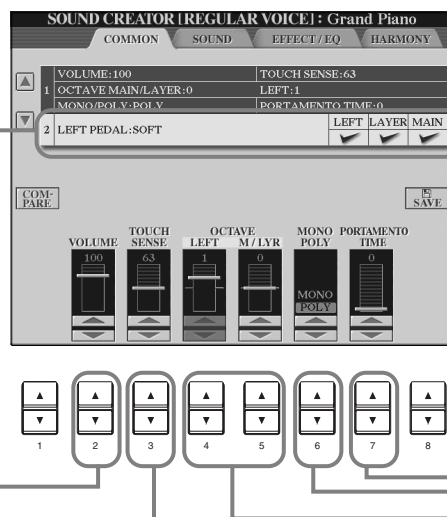 SOUND CREATOR [REGULAR VOICE] : Grand Piano
COMMON SOUND EFFECT / EQ HARMONY
VOLUME:100 TOUCH SENSE:63
1 OCTAVE MAIN/LAYER:0 LEFT:1
MONO/POLY:POLY PORTAMENTO TIME:0
LEFT LAYER MAIN
2 LEFT PEDAL:SOFT
COM-
PARE
SAVE
VOLUME TOUCH SENSE OCTAVE LEFT M / LYR MONO POLY PORTAMENTO TIME
100 63 1 0 0
MONO
POLY
1 2 3 4 5 6 7 8